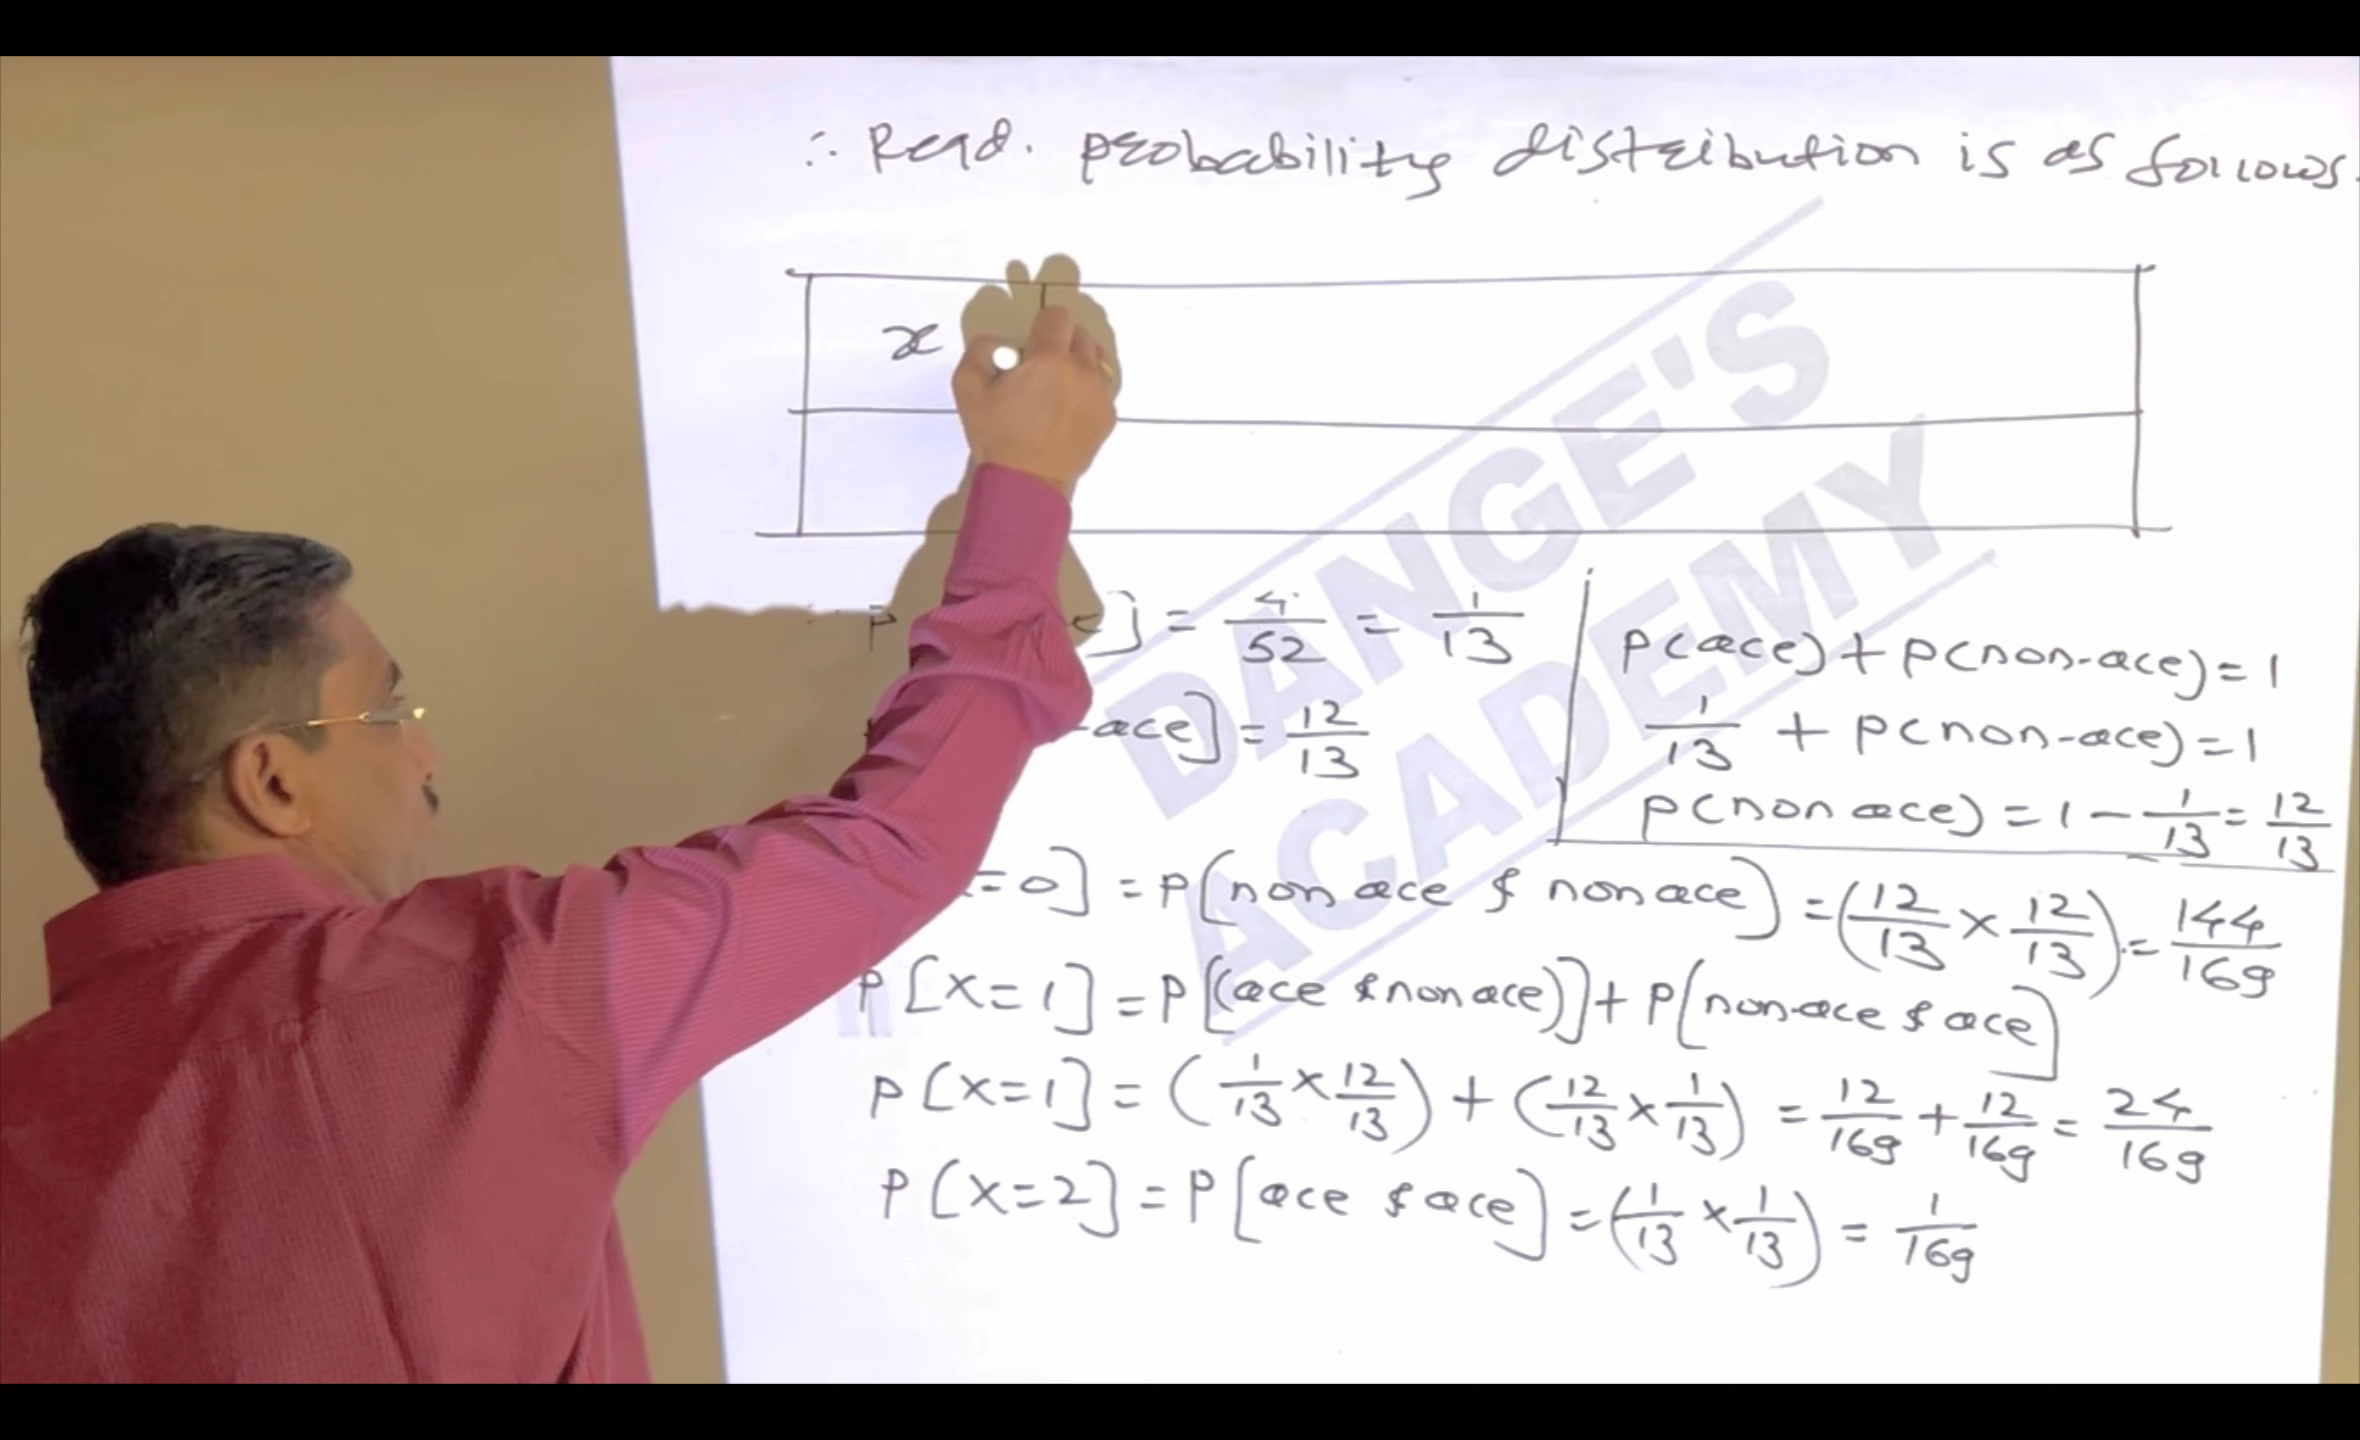 ∴ Reqd. probability distribution is as follows.
x
P e] = 4/52 = 1/13
-ace] = 12/13
P(ace) + P(non-ace) = 1
1/13 + P(non-ace) = 1
P(non ace) = 1 - 1/13 = 12/13
=0] = P[non ace & non ace] = (12/13 × 12/13) = 144/169
P[X=1] = P[(ace & non ace)] + P[non-ace & ace]
P[X=1] = (1/13 × 12/13) + (12/13 × 1/13) = 12/169 + 12/169 = 24/169
P[X=2] = P[ace & ace] = (1/13 × 1/13) = 1/169
DANGE'S
ACADEMY